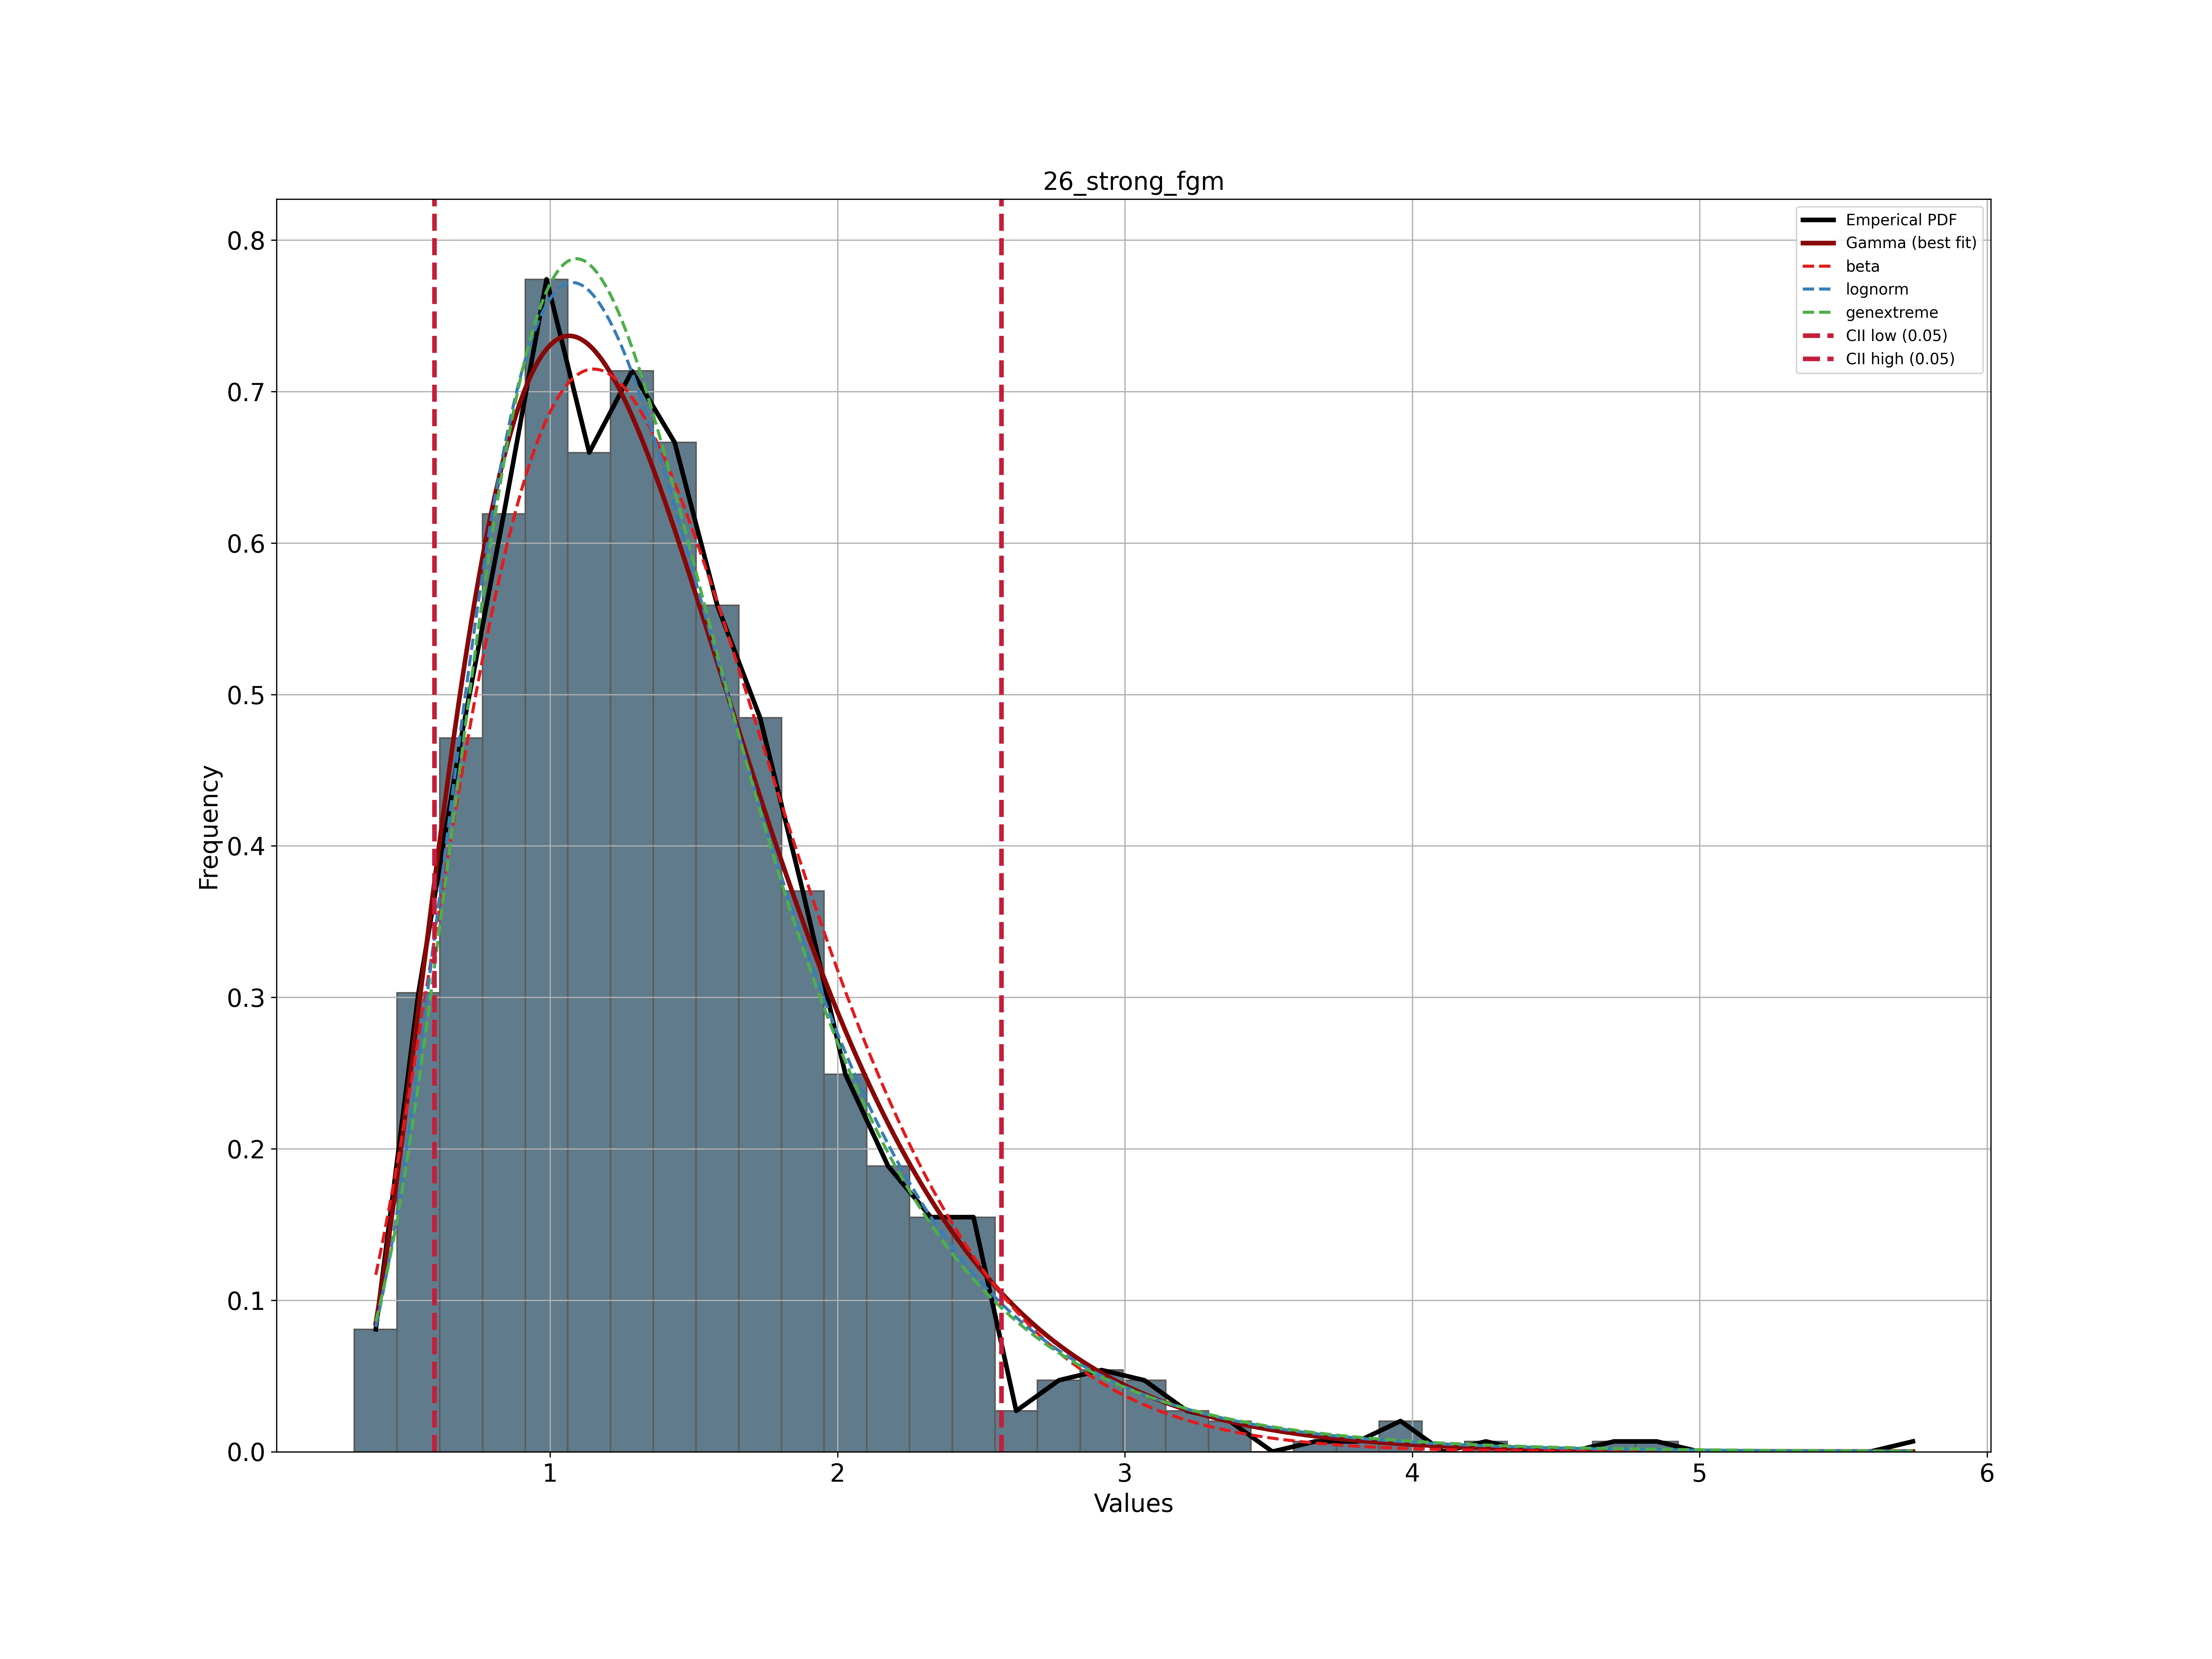 26_strong_fgm
Emperical PDF
Gamma (best fit)
beta
lognorm
genextreme
CII low (0.05)
CII high (0.05)
Frequency
0.8
0.7
0.6
0.5
0.4
0.3
0.2
0.1
0.0
1 2 3 4 5 6
Values